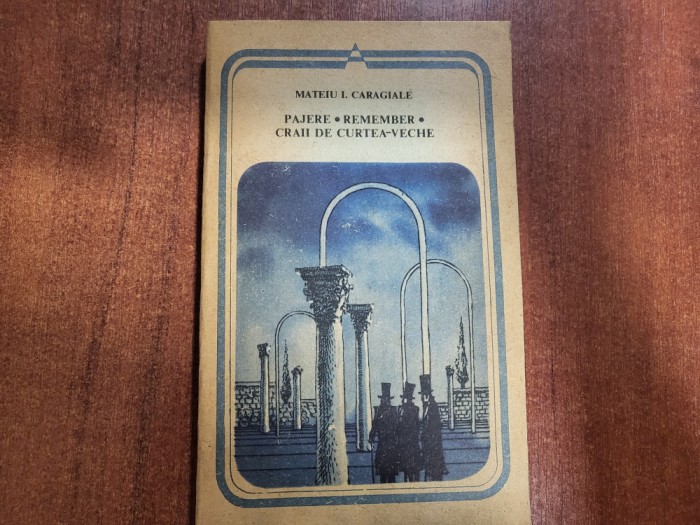 MATEIU I. CARAGIALE
PAJERE • REMEMBER •
CRAII DE CURTEA-VECHE